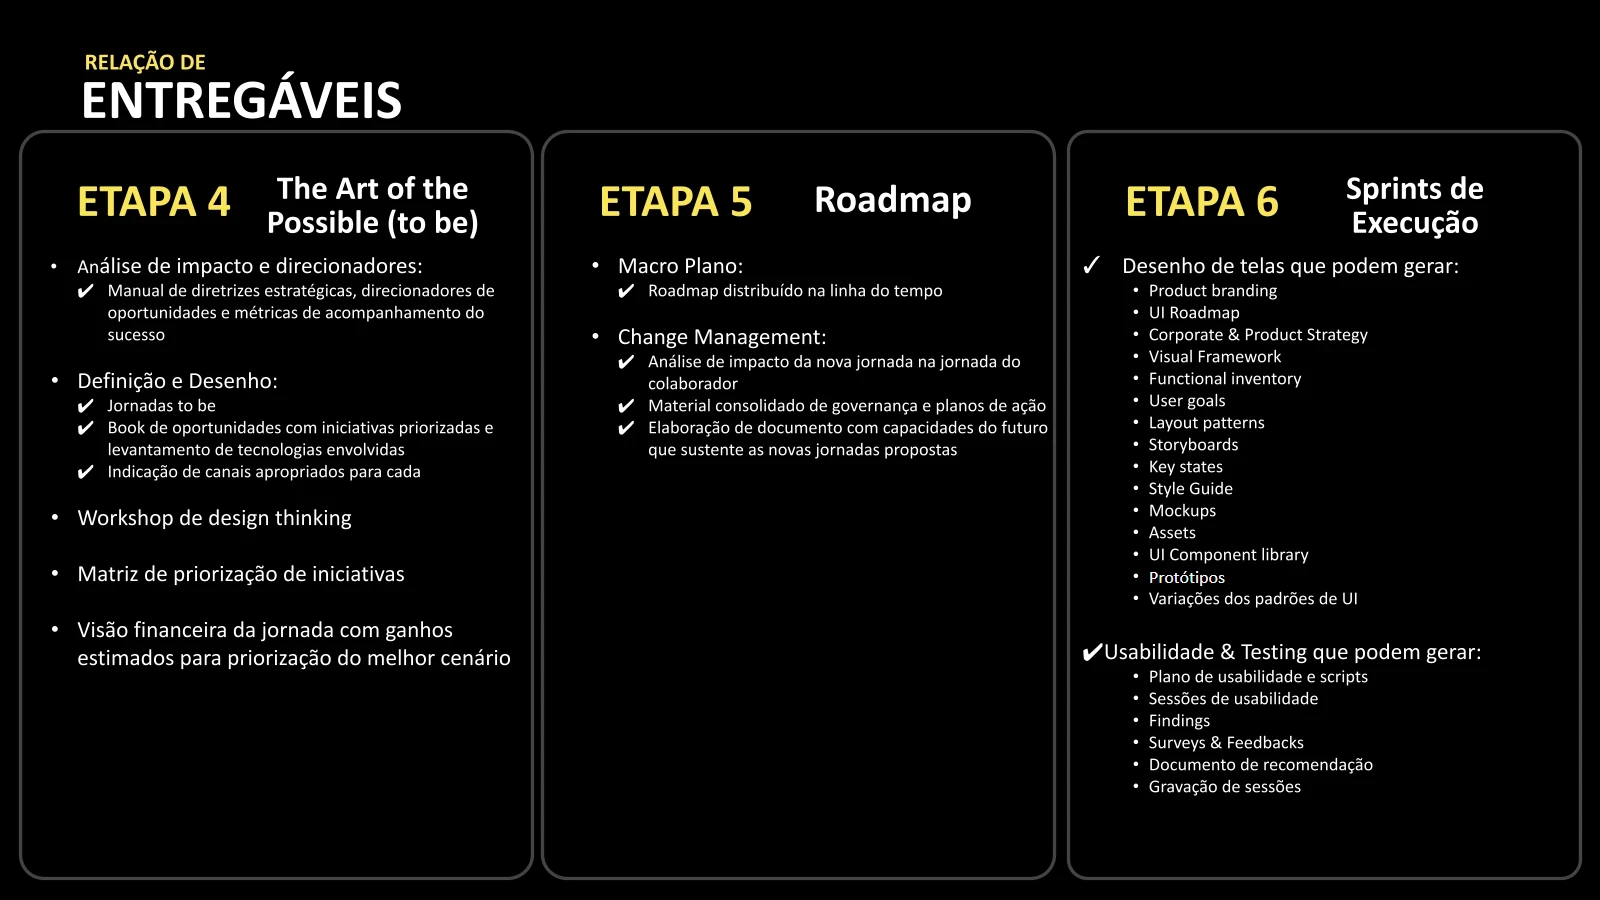 RELAÇÃO DE
ENTREGÁVEIS
ETAPA 4
The Art of the
Possible (to be)
• Análise de impacto e direcionadores:
✔ Manual de diretrizes estratégicas, direcionadores de
oportunidades e métricas de acompanhamento do
sucesso
• Definição e Desenho:
✔ Jornadas to be
✔ Book de oportunidades com iniciativas priorizadas e
levantamento de tecnologias envolvidas
✔ Indicação de canais apropriados para cada
• Workshop de design thinking
• Matriz de priorização de iniciativas
• Visão financeira da jornada com ganhos
estimados para priorização do melhor cenário
ETAPA 5
Roadmap
• Macro Plano:
✔ Roadmap distribuído na linha do tempo
• Change Management:
✔ Análise de impacto da nova jornada na jornada do
colaborador
✔ Material consolidado de governança e planos de ação
✔ Elaboração de documento com capacidades do futuro
que sustente as novas jornadas propostas
ETAPA 6
Sprints de
Execução
✓ Desenho de telas que podem gerar:
• Product branding
• UI Roadmap
• Corporate & Product Strategy
• Visual Framework
• Functional inventory
• User goals
• Layout patterns
• Storyboards
• Key states
• Style Guide
• Mockups
• Assets
• UI Component library
• Protótipos
• Variações dos padrões de UI
✔Usabilidade & Testing que podem gerar:
• Plano de usabilidade e scripts
• Sessões de usabilidade
• Findings
• Surveys & Feedbacks
• Documento de recomendação
• Gravação de sessões